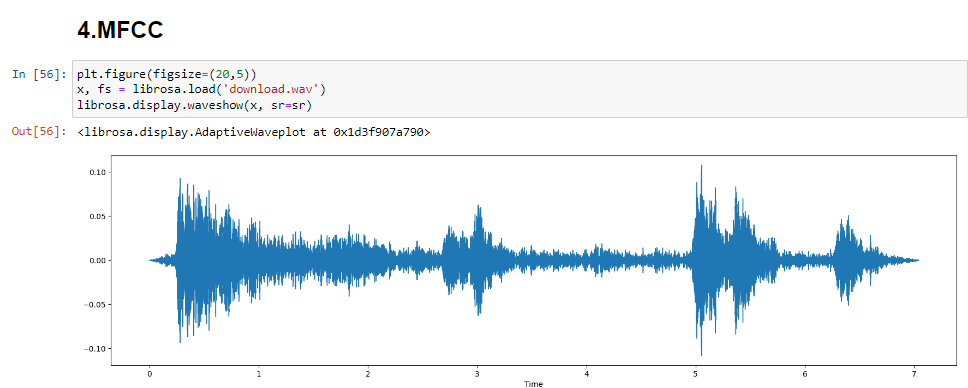 4.MFCC
In [56]: plt.figure(figsize=(20,5))
x, fs = librosa.load('download.wav')
librosa.display.waveshow(x, sr=sr)
Out[56]: <librosa.display.AdaptiveWaveplot at 0x1d3f907a790>
0.10
0.05
0.00
−0.05
−0.10
0 1 2 3 4 5 6 7
Time